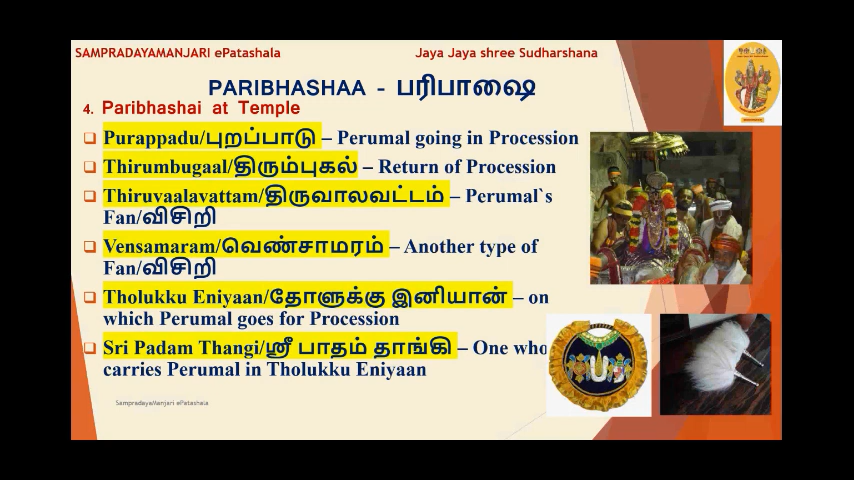 SAMPRADAYAMANJARI ePatashala
Jaya Jaya shree Sudharshana
PARIBHASHAA - பரிபாஷை
4. Paribhashai at Temple
Purappadu/புறப்பாடு – Perumal going in Procession
Thirumbugaal/திரும்புகல் – Return of Procession
Thiruvaalavattam/திருவாலவட்டம் – Perumal`s
Fan/விசிறி
Vensamaram/வெண்சாமரம் – Another type of
Fan/விசிறி
Tholukku Eniyaan/தோளுக்கு இனியான் – on
which Perumal goes for Procession
Sri Padam Thangi/ஸ்ரீ பாதம் தாங்கி – One who
carries Perumal in Tholukku Eniyaan
SampradayaManjari ePatashala